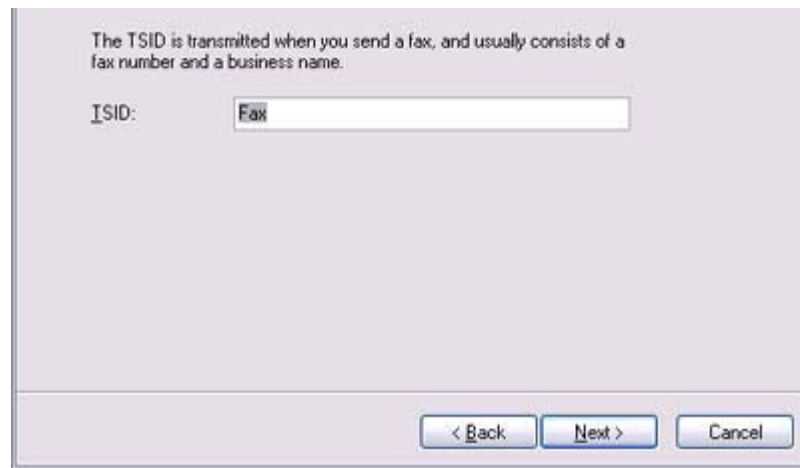 The TSID is transmitted when you send a fax, and usually consists of a
fax number and a business name.
TSID: Fax
< Back Next > Cancel